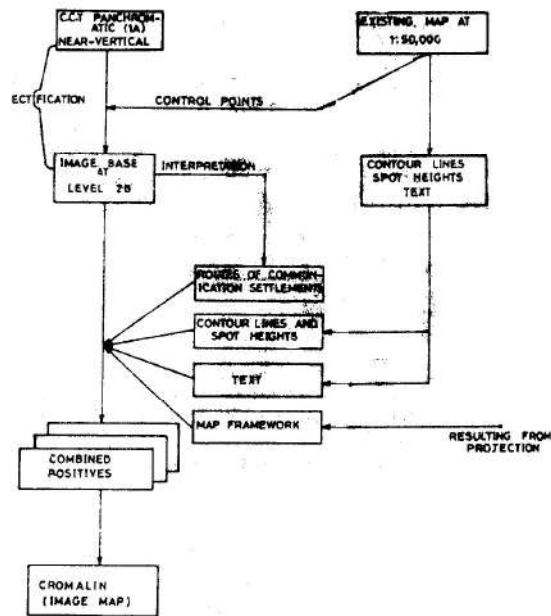 C.C.T PANCHROM-
ATIC (1A)
NEAR-VERTICAL
EXISTING, MAP AT
1:50,000
ECTIFICATION
CONTROL POINTS
IMAGE BASE
AT
LEVEL 2B
INTERPRETATION
CONTOUR LINES
SPOT HEIGHTS
TEXT
ROUTES OF COMMUN-
ICATION SETTLEMENTS
CONTOUR LINES AND
SPOT HEIGHTS
TEXT
MAP FRAMEWORK
RESULTING FROM
PROJECTION
COMBINED
POSITIVES
CROMALIN
(IMAGE MAP)